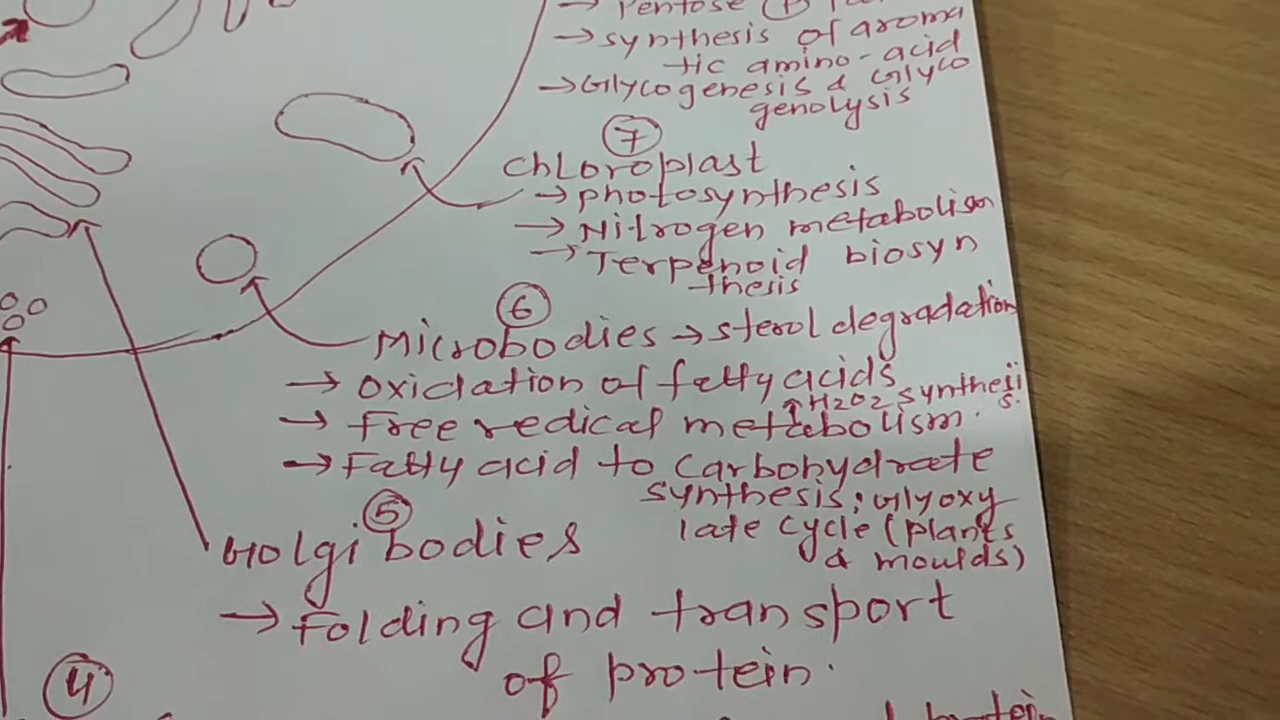 → Pentose (P)
→ synthesis of aroma
tic amino-acid
→ Glycogenesis & Glyco
genolysis
7
Chloroplast
→ photosynthesis
→ Nitrogen metabolism
→ Terpenoid biosyn
thesis
6
Microbodies → sterol degradation
→ oxidation of fatty acids
↑H2O2 synthesis.
→ Free redical metabolism.
→ Fatty acid to carbohydrate
synthesis: Glyoxy
late cycle (plants
& moulds)
5
Golgi bodies
→ Folding and transport
of protein.
4